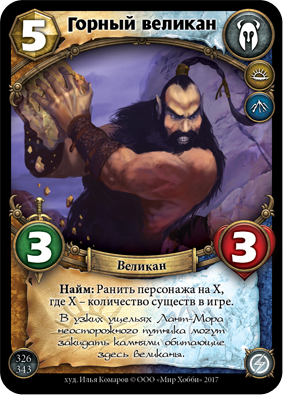 5
Горный великан
3
3
Великан
Найм: Ранить персонажа на X,
где X – количество существ в игре.
В узких ущельях Лант-Мора
неосторожного путника могут
закидать камнями обитающие
здесь великаны.
326
343
худ. Илья Комаров © ООО «Мир Хобби» 2017